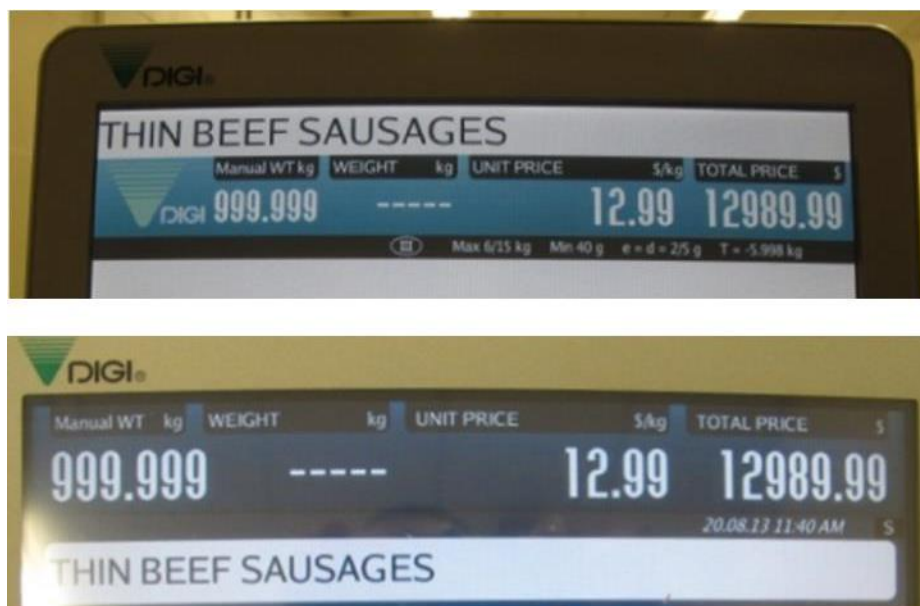 DIGI®
THIN BEEF SAUSAGES
Manual WT kg WEIGHT kg UNIT PRICE $/kg TOTAL PRICE $
DIGI 999.999 ----- 12.99 12989.99
Max 6/15 kg Min 40 g e = d = 2/5 g T = -5.998 kg
DIGI®
Manual WT kg WEIGHT kg UNIT PRICE $/kg TOTAL PRICE $
999.999 ----- 12.99 12989.99
20.08.13 11:40 AM S
THIN BEEF SAUSAGES